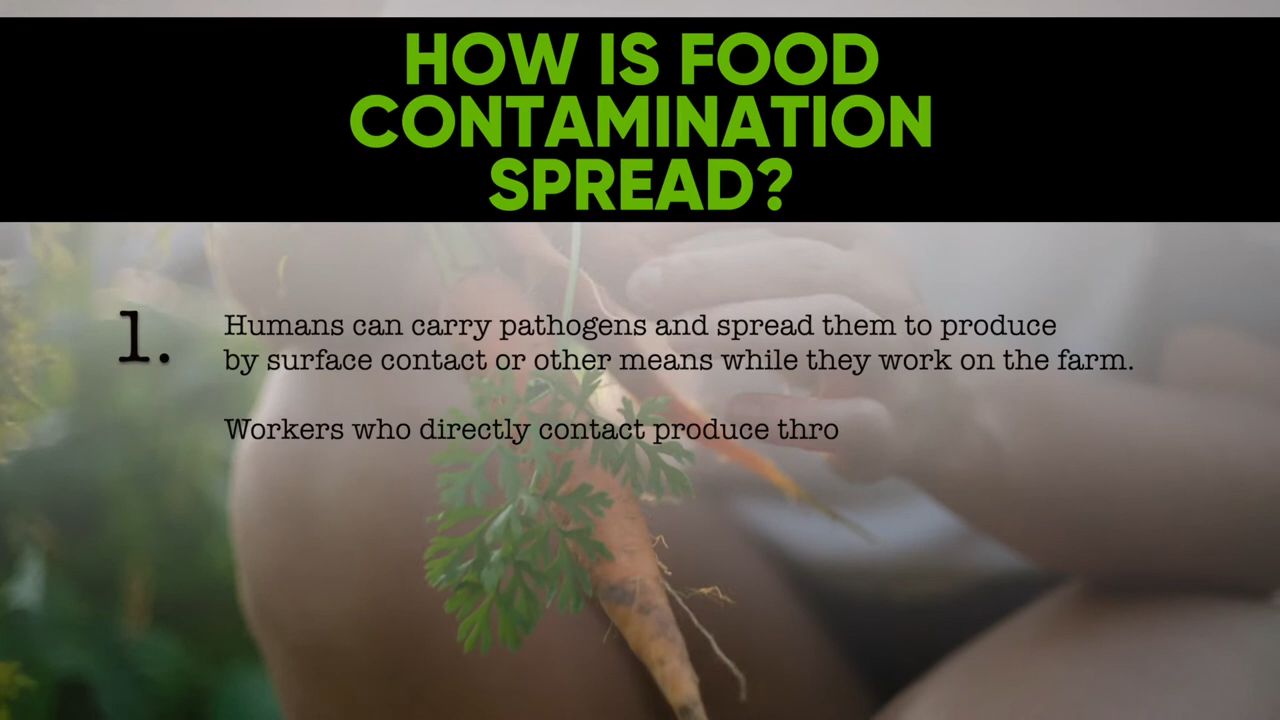 HOW IS FOOD
CONTAMINATION
SPREAD?
1. Humans can carry pathogens and spread them to produce
by surface contact or other means while they work on the farm.
Workers who directly contact produce thro